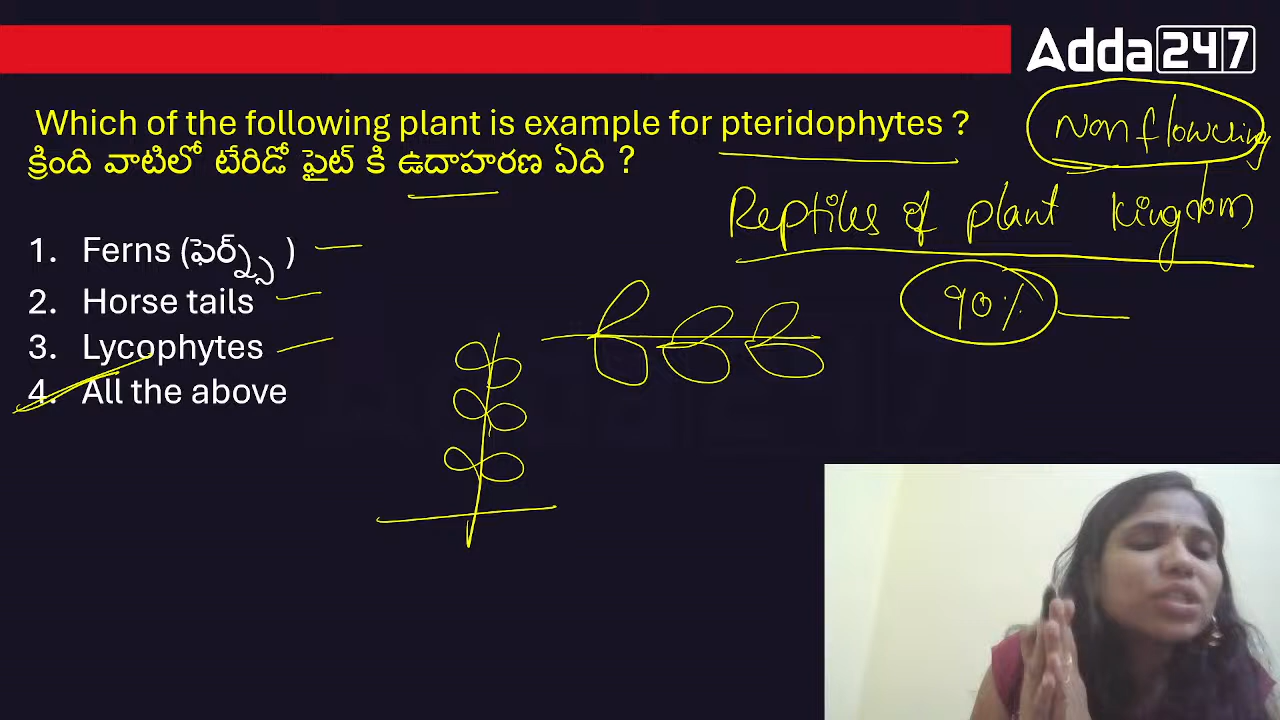 Adda247
Which of the following plant is example for pteridophytes ?
క్రింది వాటిలో టేరిడో ఫైట్ కి ఉదాహరణ ఏది ?
non flowering
Reptiles of plant kingdom
90%
1. Ferns (ఫెర్న్స్ )
2. Horse tails
3. Lycophytes
4. All the above